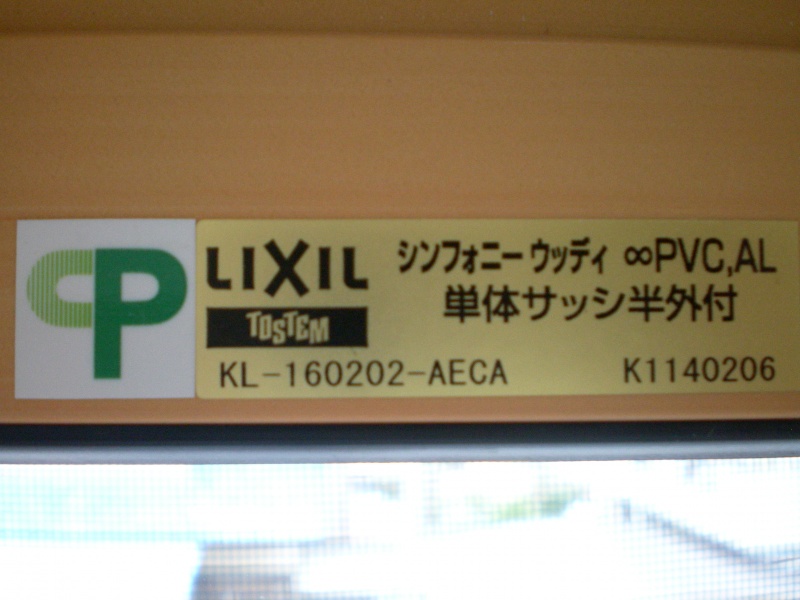 CP
LIXIL
TOSTEM
シンフォニーウッディ ∞PVC,AL
単体サッシ半外付
KL-160202-AECA K1140206